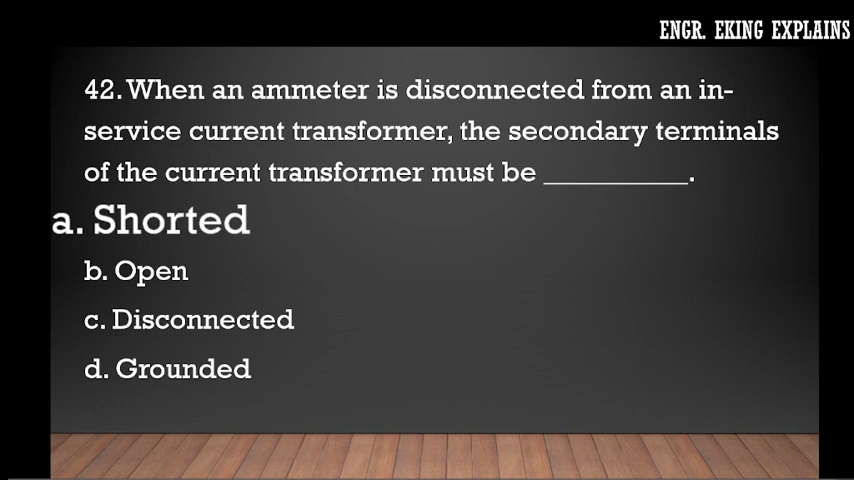 ENGR. EKING EXPLAINS
42. When an ammeter is disconnected from an in-
service current transformer, the secondary terminals
of the current transformer must be __________.
a. Shorted
b. Open
c. Disconnected
d. Grounded